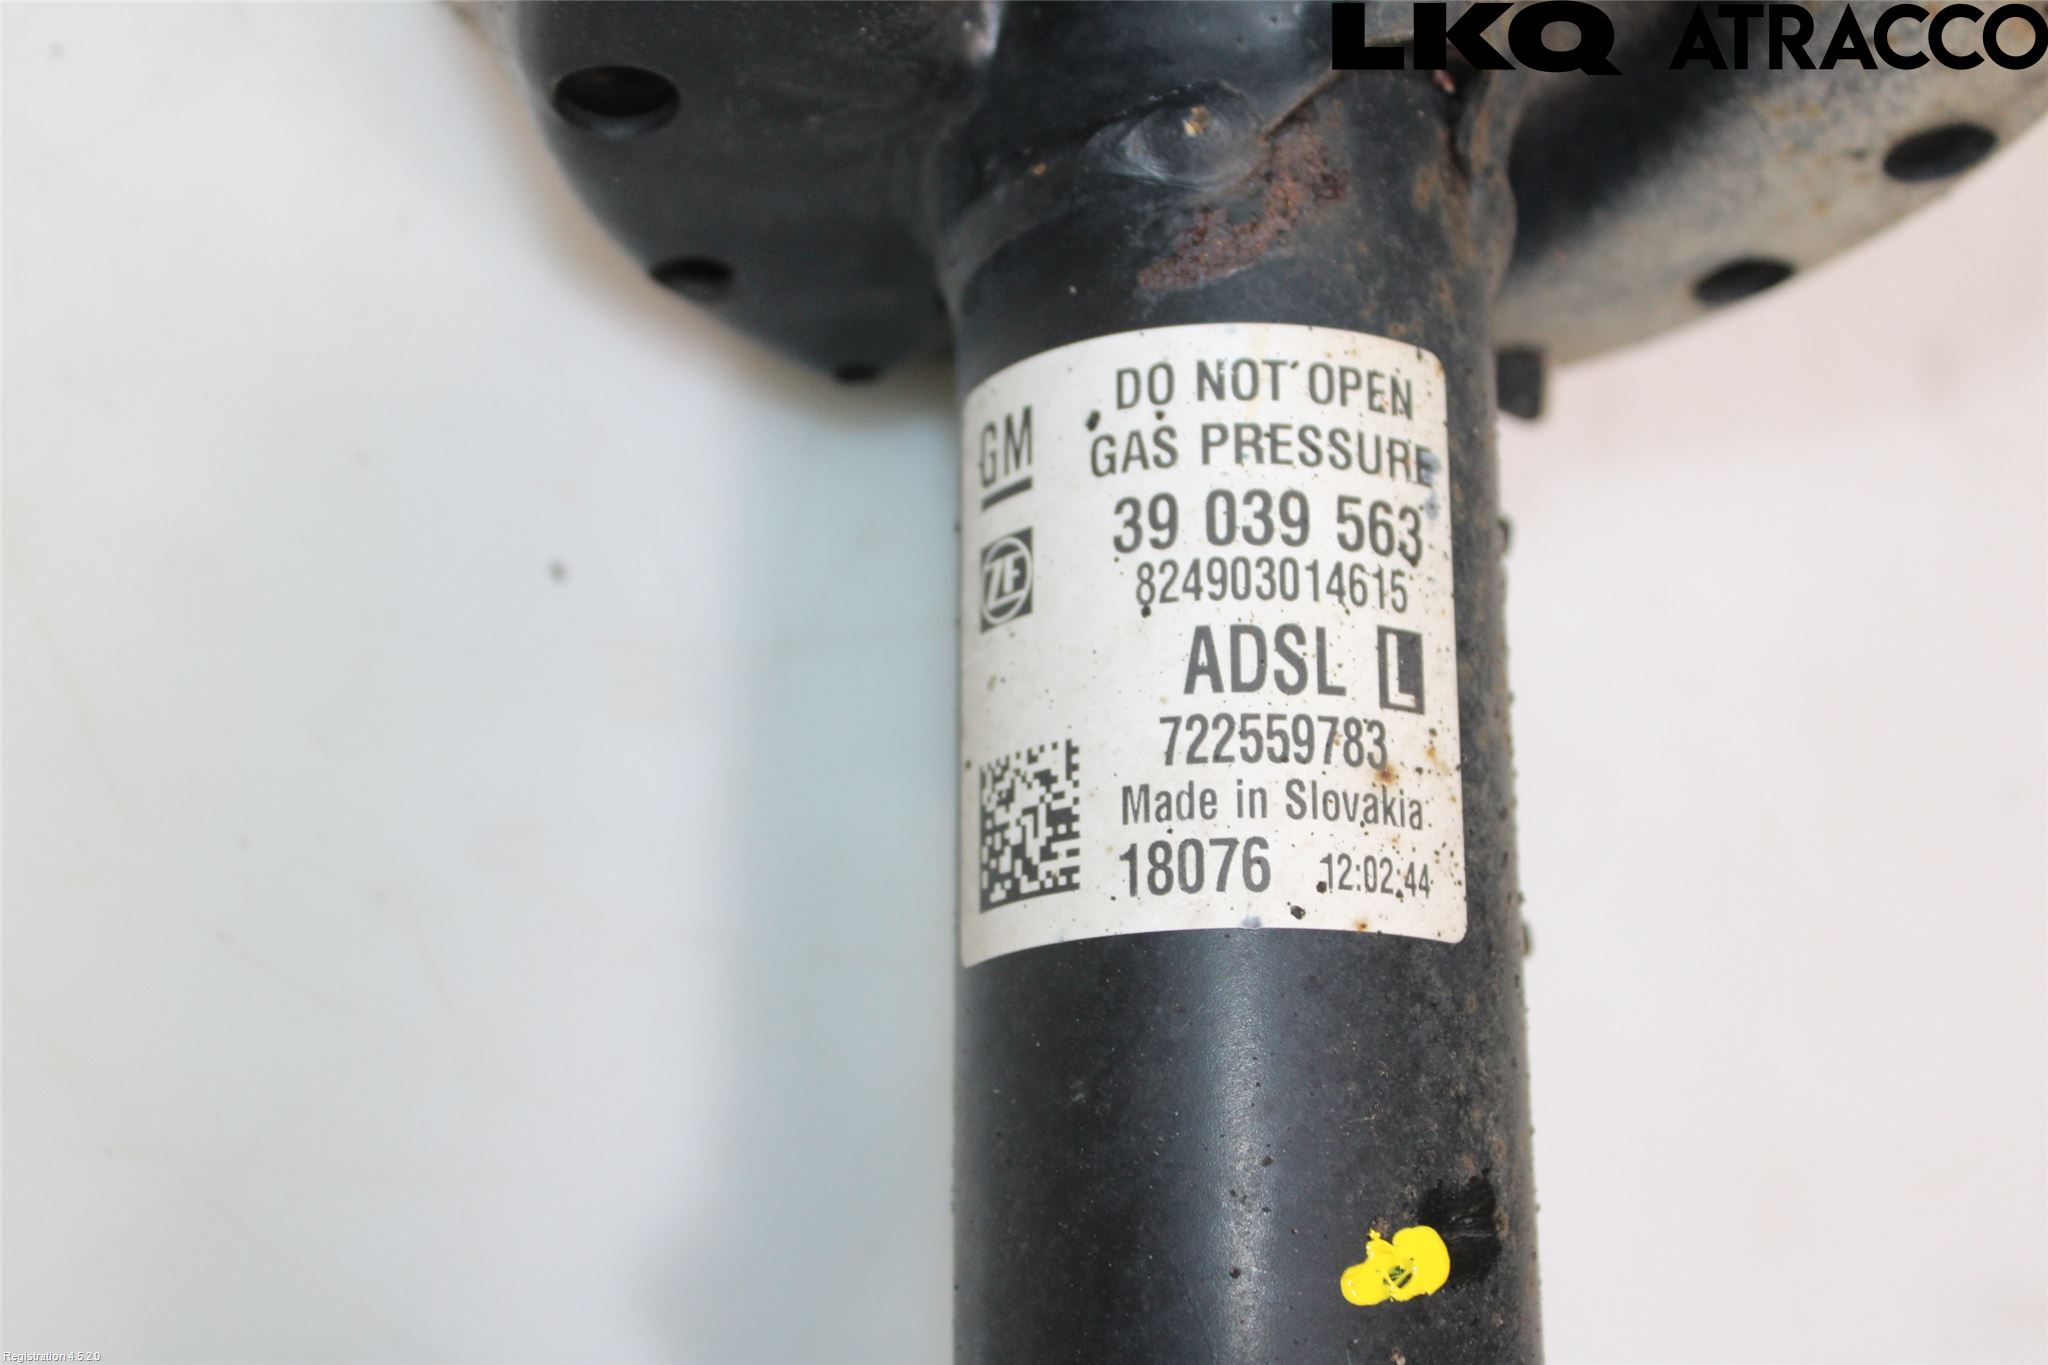 LKQ ATRACCO
GM
ZF
DO NOT OPEN
GAS PRESSURE
39 039 563
824903014615
ADSL L
722559783
Made in Slovakia
18076 12:02:44
Registration 4.5.2.0